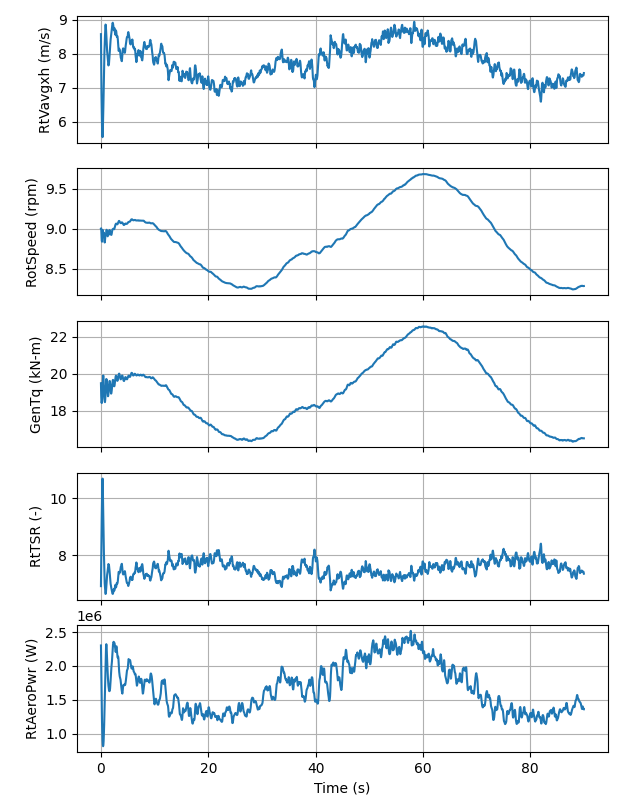 9
8
7
6
RtVavgxh (m/s)
9.5
9.0
8.5
RotSpeed (rpm)
22
20
18
GenTq (kN-m)
10
8
RtTSR (-)
1e6
2.5
2.0
1.5
1.0
RtAeroPwr (W)
0 20 40 60 80
Time (s)